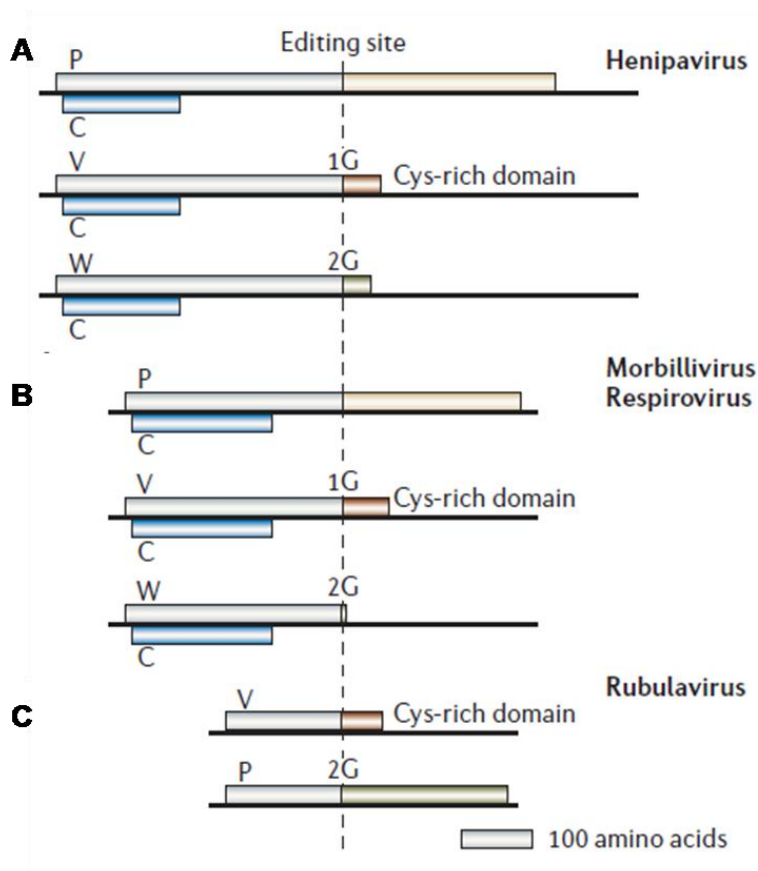 Editing site
A
P
Henipavirus
C
V
1G
Cys-rich domain
C
W
2G
C
Morbillivirus
Respirovirus
B
P
C
V
1G
Cys-rich domain
C
W
2G
C
Rubulavirus
C
V
Cys-rich domain
P
2G
100 amino acids